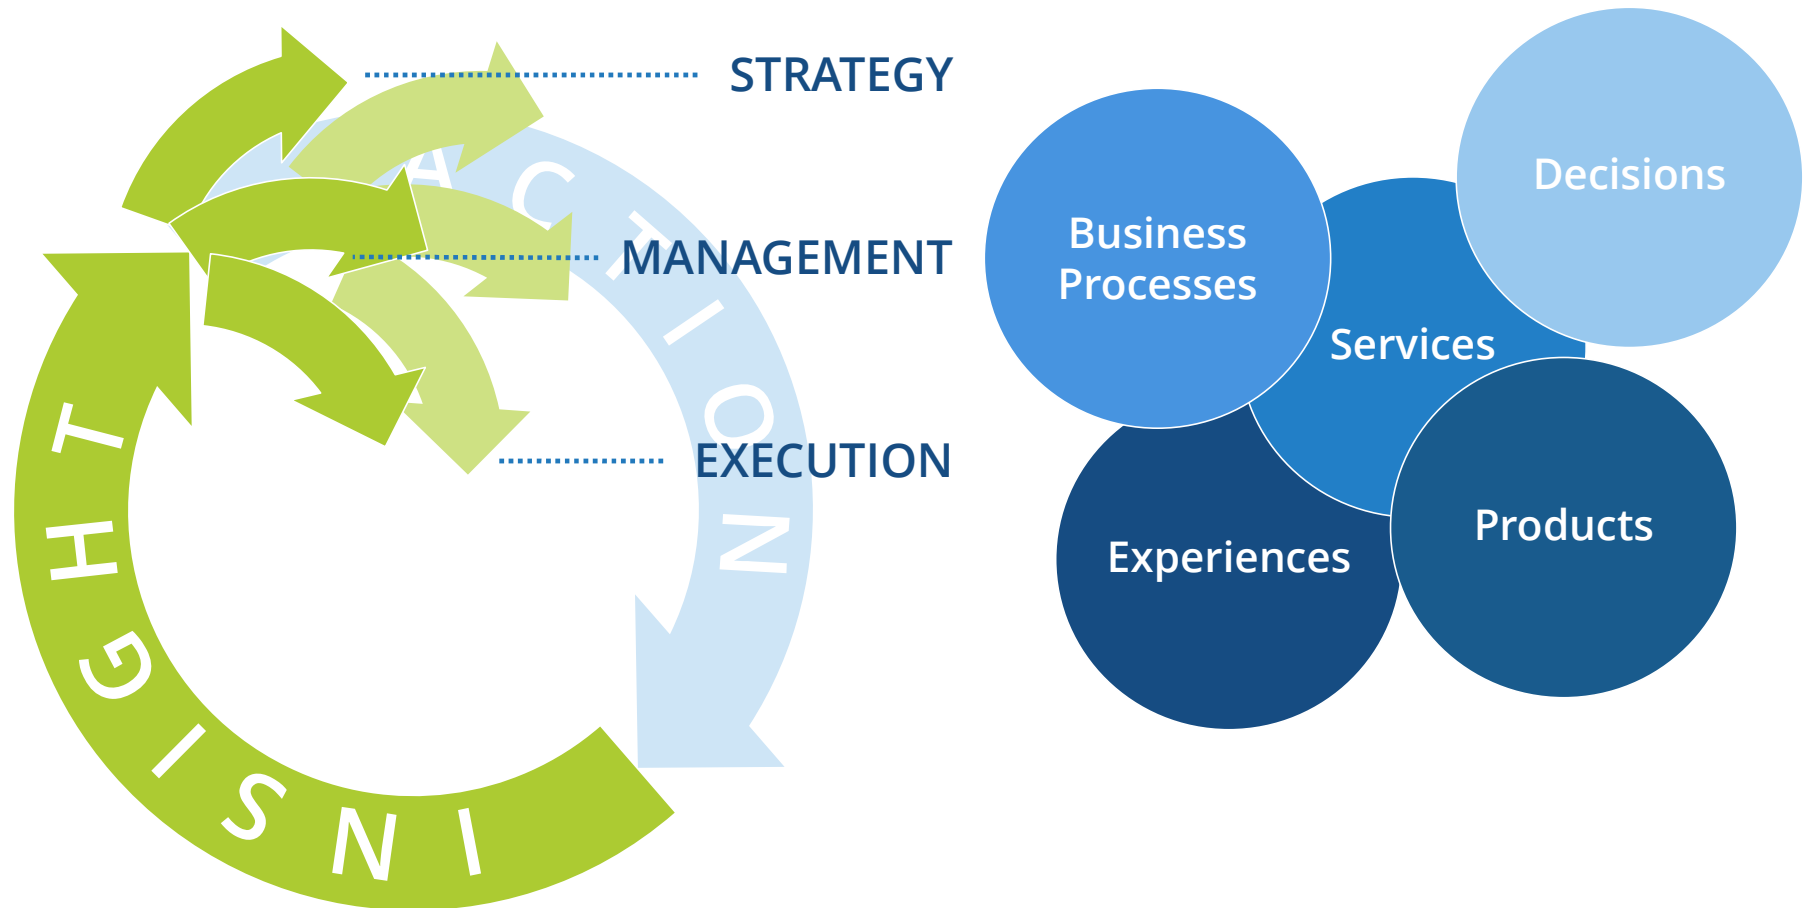 STRATEGY
MANAGEMENT
EXECUTION
ACTION
INSIGHT
Business
Processes
Decisions
Services
Experiences
Products